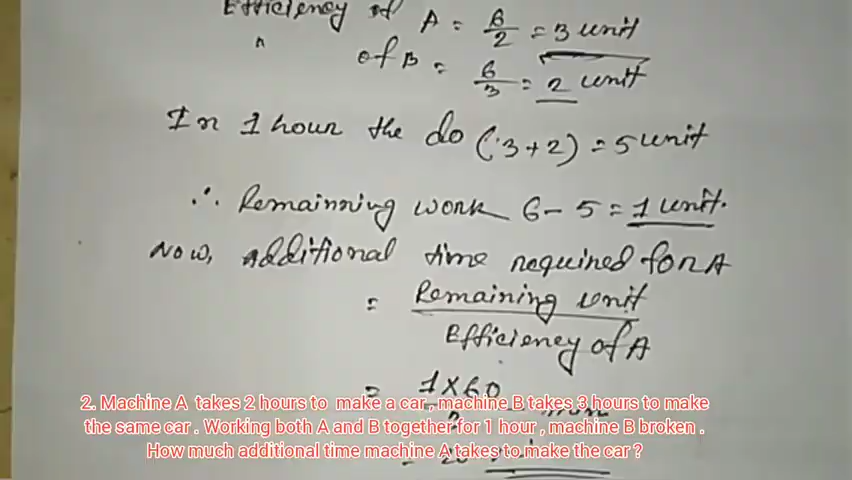 Efficiency of A = 6/2 = 3 unit
" of B = 6/3 = 2 unit
In 1 hour the do (3+2) = 5 unit
∴ Remainning work 6-5 = 1 unit.
Now, additional time required for A
= Remaining unit
Efficiency of A
= 1×60
2. Machine A takes 2 hours to make a car, machine B takes 3 hours to make
the same car . Working both A and B together for 1 hour , machine B broken .
How much additional time machine A takes to make the car ?